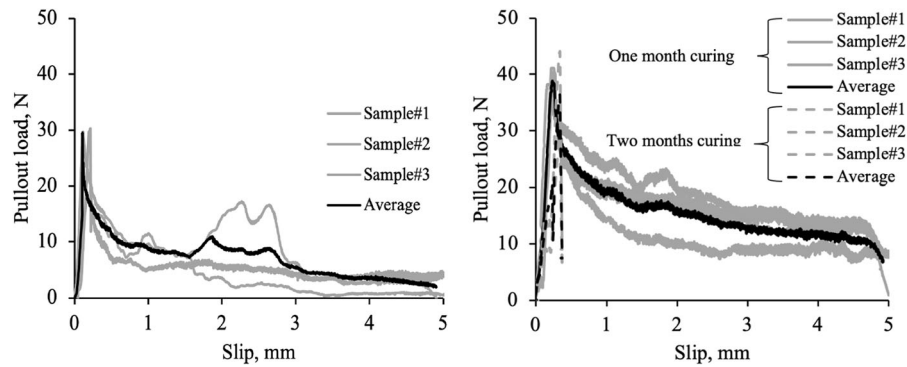 50
40
30
20
10
0
Pullout load, N
0 1 2 3 4 5
Slip, mm
Sample#1
Sample#2
Sample#3
Average
50
40
30
20
10
0
Pullout load, N
0 1 2 3 4 5
Slip, mm
One month curing
Sample#1
Sample#2
Sample#3
Average
Two months curing
Sample#1
Sample#2
Sample#3
Average